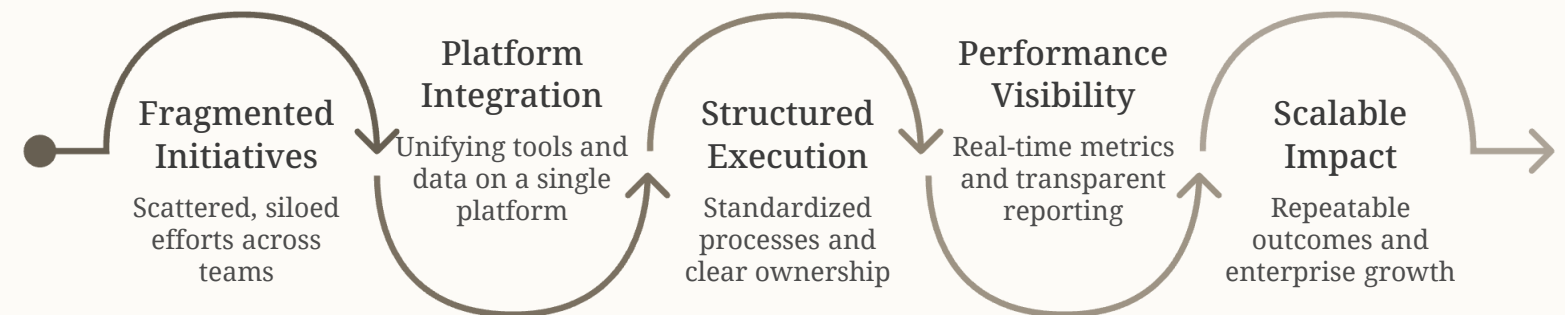 Fragmented
Initiatives
Scattered, siloed
efforts across
teams
Platform
Integration
Unifying tools and
data on a single
platform
Structured
Execution
Standardized
processes and
clear ownership
Performance
Visibility
Real-time metrics
and transparent
reporting
Scalable
Impact
Repeatable
outcomes and
enterprise growth